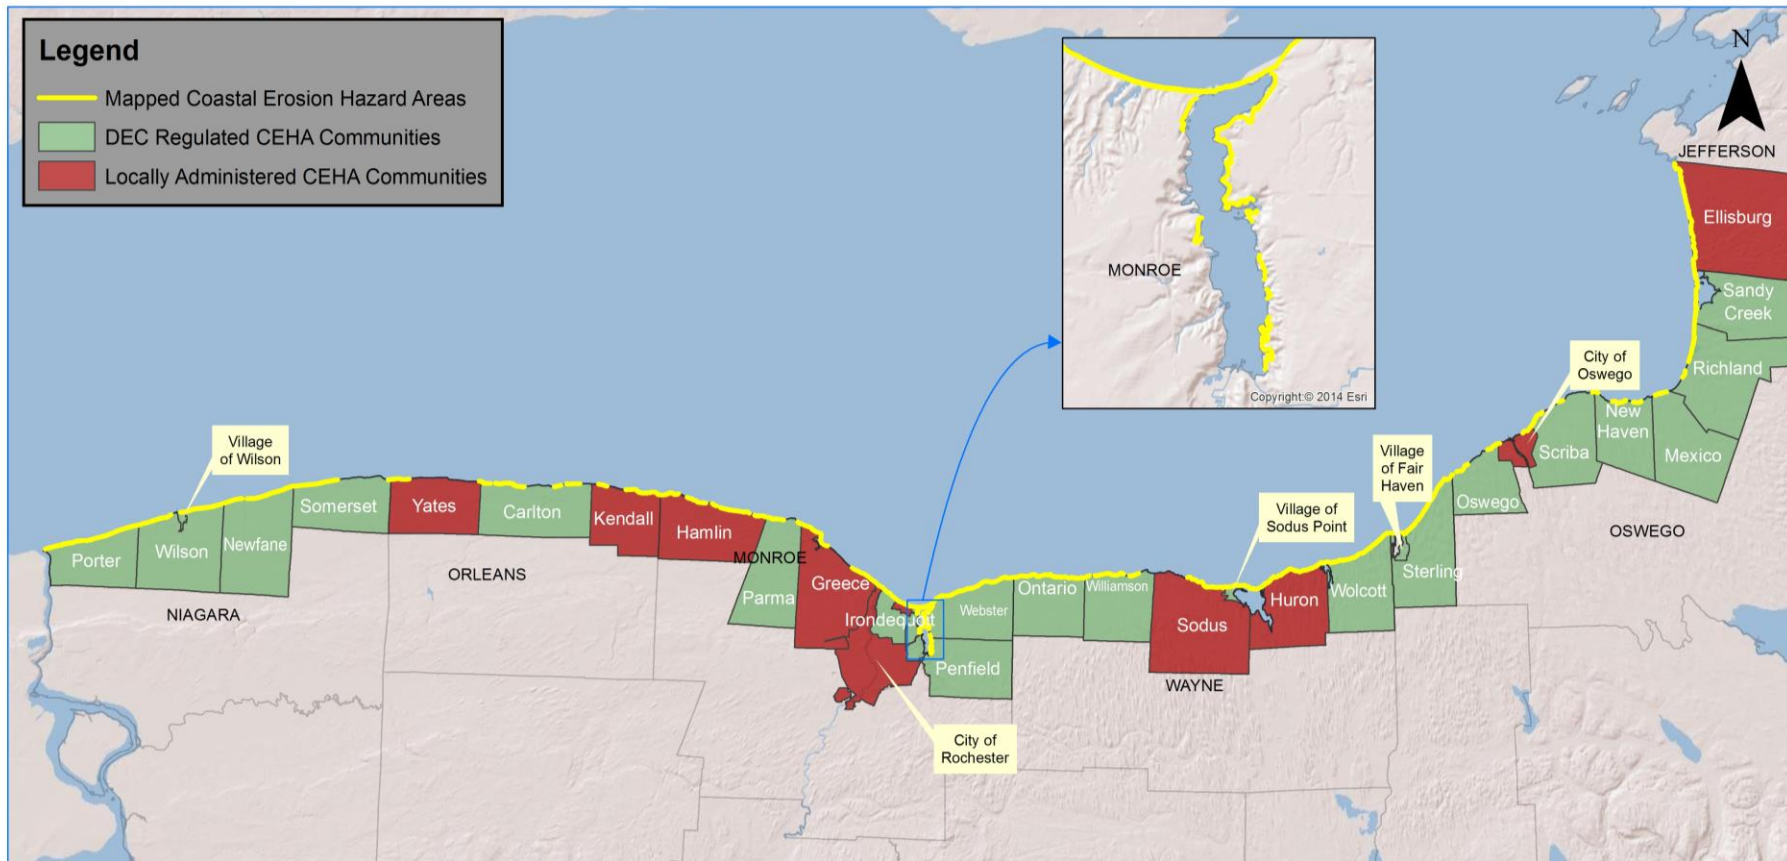 Legend
Mapped Coastal Erosion Hazard Areas
DEC Regulated CEHA Communities
Locally Administered CEHA Communities
N
JEFFERSON
Ellisburg
Sandy
Creek
Richland
MONROE
Copyright:© 2014 Esri
City of
Oswego
New
Haven
Scriba
Mexico
Village
of Wilson
Village
of Fair
Haven
Village of
Sodus Point
Oswego
OSWEGO
Somerset
Yates
Carlton
Kendall
Hamlin
Porter
Wilson
Newfane
NIAGARA
ORLEANS
MONROE
Parma
Greece
Irondequoit
Webster
Penfield
Ontario
Williamson
Sodus
Huron
Wolcott
Sterling
WAYNE
City of
Rochester